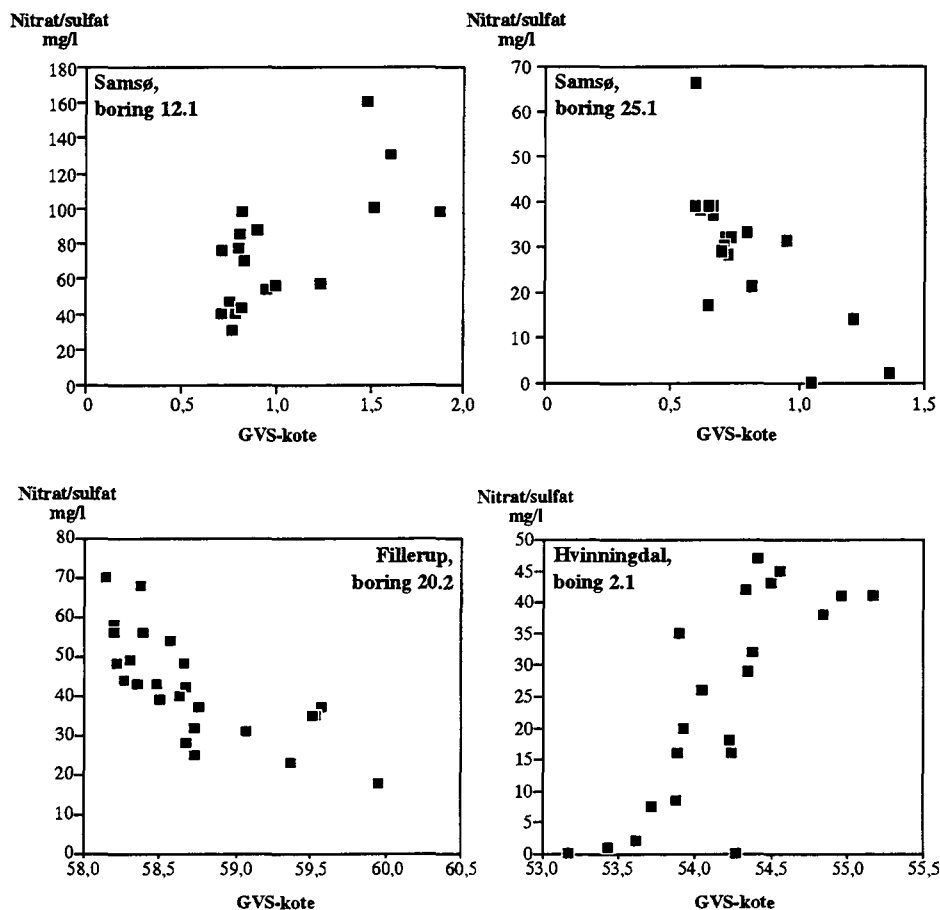 Nitrat/sulfat
mg/l
Samsø,
boring 12.1
180
160
140
120
100
80
60
40
20
0
0
0,5
1,0
1,5
2,0
GVS-kote
Nitrat/sulfat
mg/l
Samsø,
boring 25.1
70
60
50
40
30
20
10
0
0
0,5
1,0
1,5
GVS-kote
Nitrat/sulfat
mg/l
Fillerup,
boring 20.2
80
70
60
50
40
30
20
10
0
58,0
58,5
59,0
59,5
60,0
60,5
GVS-kote
Nitrat/sulfat
mg/l
Hvinningdal,
boing 2.1
50
45
40
35
30
25
20
15
10
5
0
53,0
53,5
54,0
54,5
55,0
55,5
GVS-kote